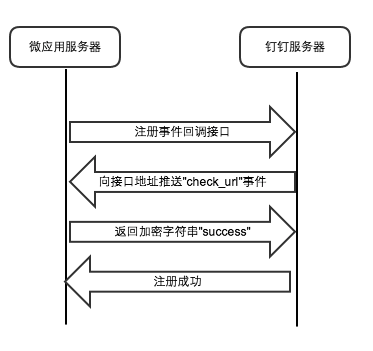 微应用服务器
钉钉服务器
注册事件回调接口
向接口地址推送"check_url"事件
返回加密字符串"success"
注册成功